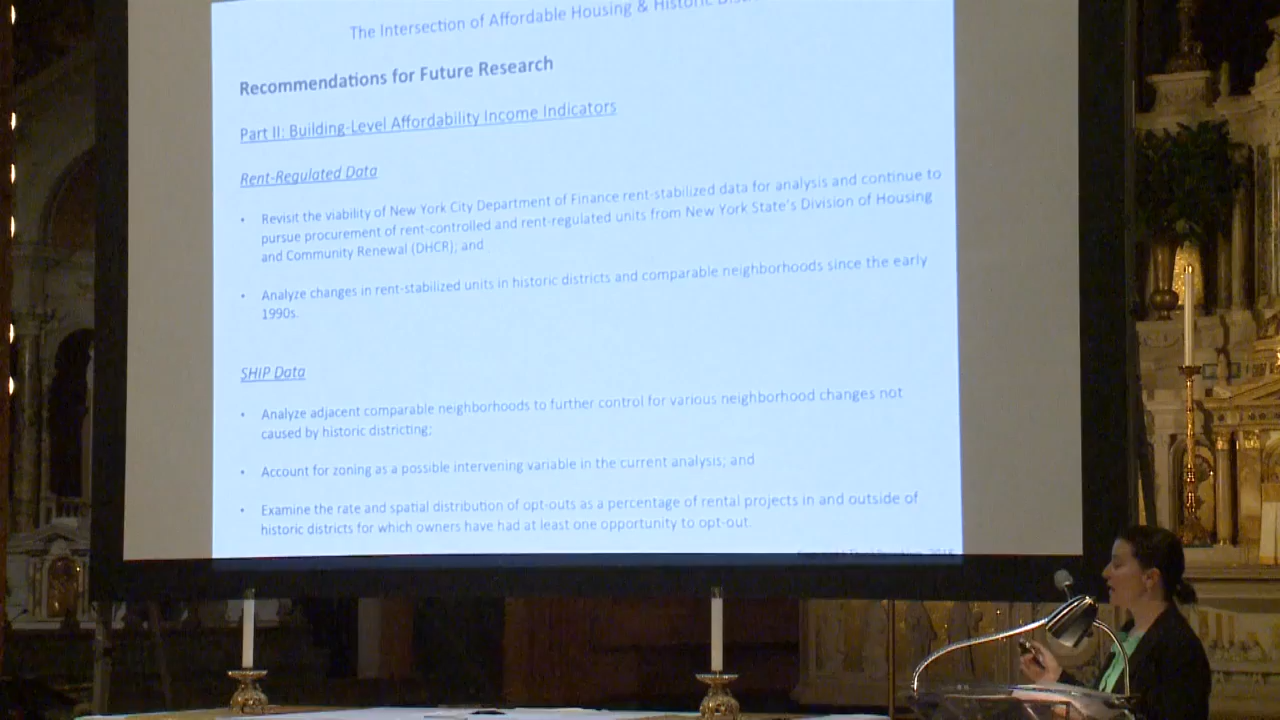 The Intersection of Affordable Housing & Historic
Recommendations for Future Research
Part II: Building-Level Affordability Income Indicators
Rent-Regulated Data
• Revisit the viability of New York City Department of Finance rent-stabilized data for analysis and continue to
pursue procurement of rent-controlled and rent-regulated units from New York State's Division of Housing
and Community Renewal (DHCR); and
• Analyze changes in rent-stabilized units in historic districts and comparable neighborhoods since the early
1990s.
SHIP Data
• Analyze adjacent comparable neighborhoods to further control for various neighborhood changes not
caused by historic districting;
• Account for zoning as a possible intervening variable in the current analysis; and
• Examine the rate and spatial distribution of opt-outs as a percentage of rental projects in and outside of
historic districts for which owners have had at least one opportunity to opt-out.